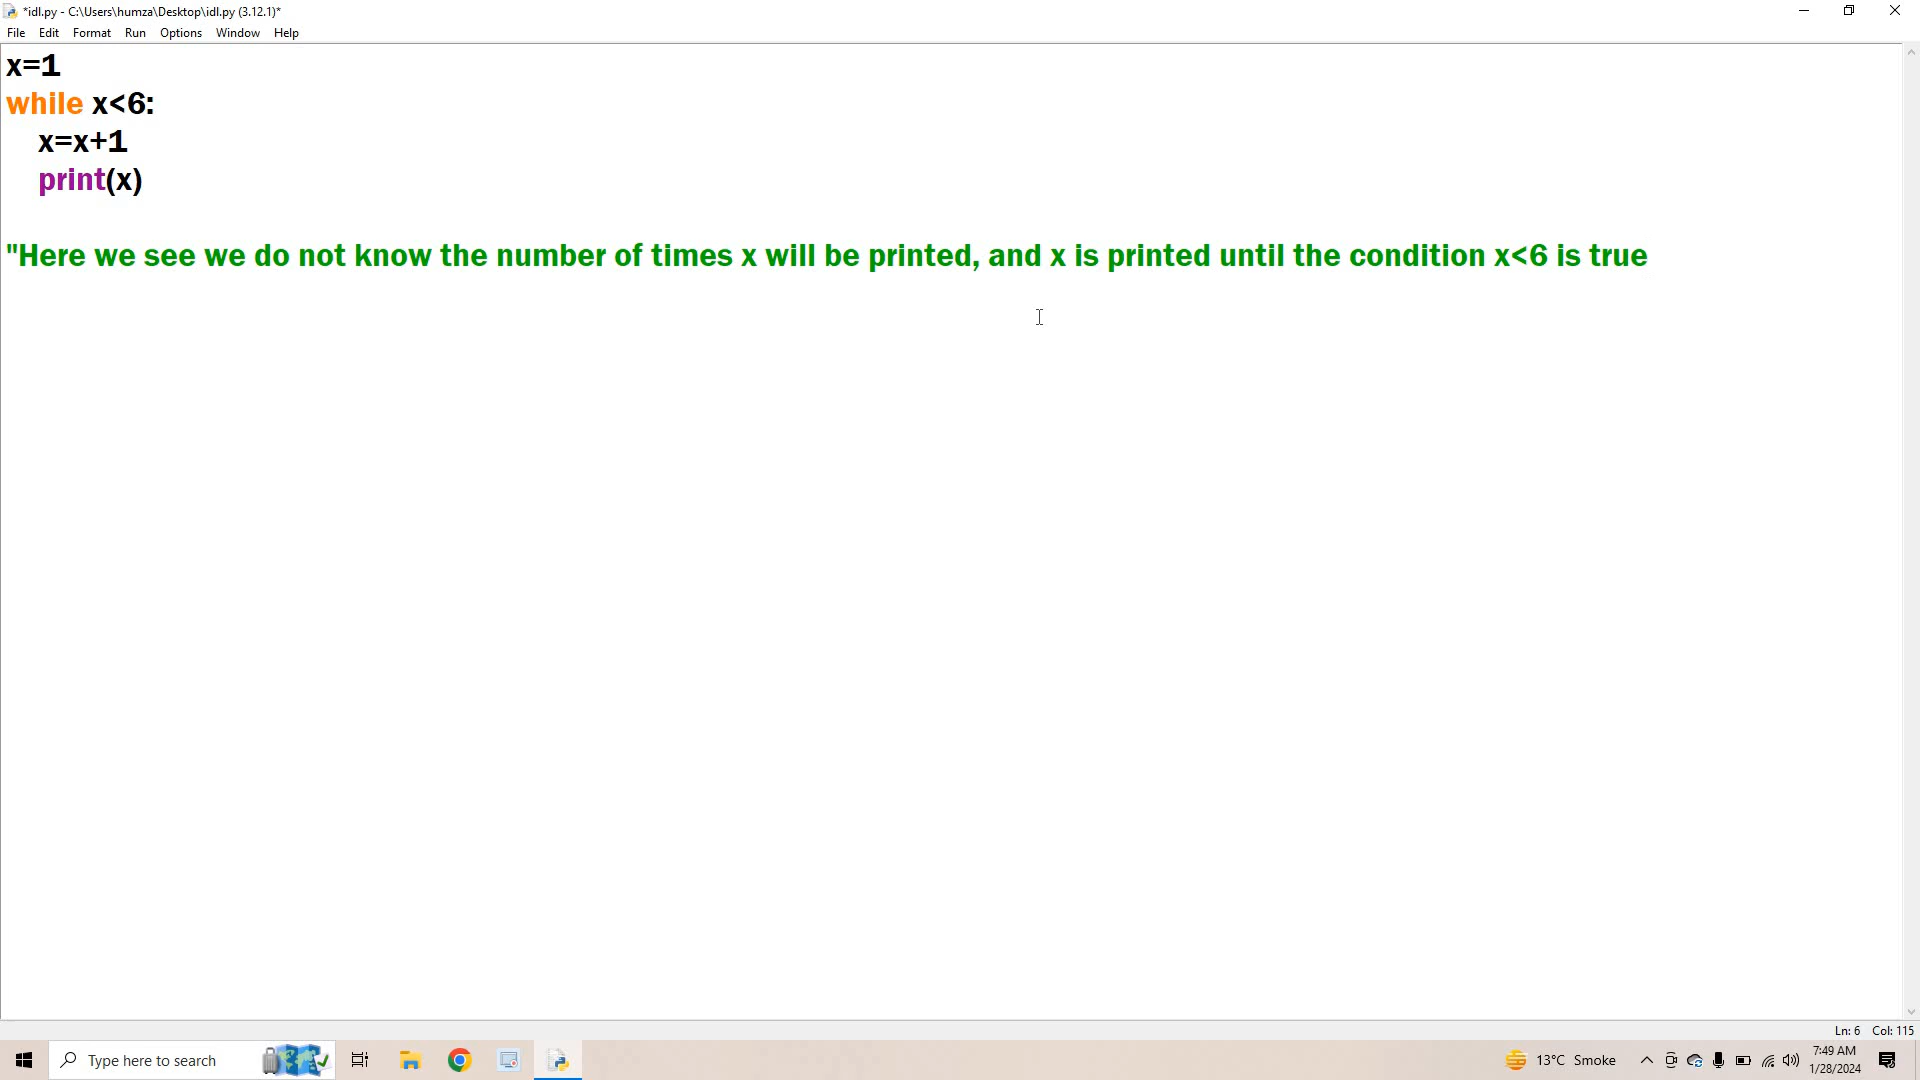 *idl.py - C:\Users\humza\Desktop\idl.py (3.12.1)*
File Edit Format Run Options Window Help
x=1
while x<6:
    x=x+1
    print(x)
"Here we see we do not know the number of times x will be printed, and x is printed until the condition x<6 is true
Ln: 6 Col: 115
Type here to search
13°C Smoke
7:49 AM
1/28/2024